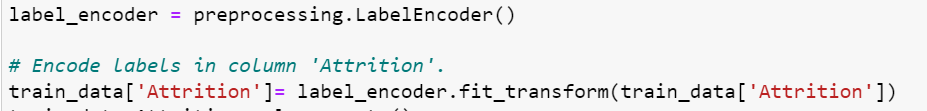 label_encoder = preprocessing.LabelEncoder()
# Encode labels in column 'Attrition'.
train_data['Attrition']= label_encoder.fit_transform(train_data['Attrition'])